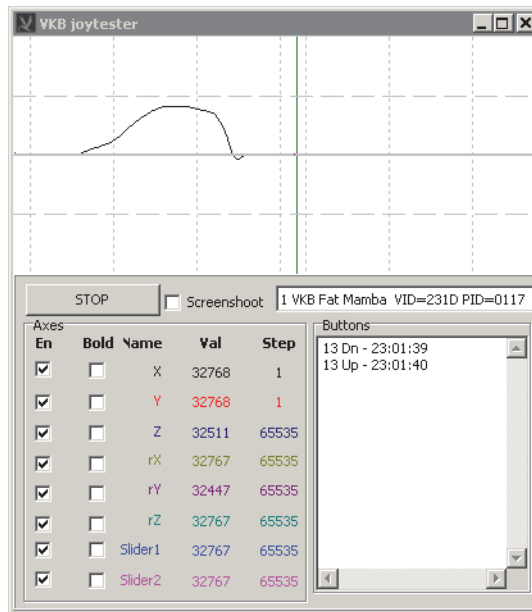 VKB joytester
STOP
Screenshoot
1 VKB Fat Mamba VID=231D PID=0117
Axes
En Bold Name Val Step
X 32768 1
Y 32768 1
Z 32511 65535
rX 32767 65535
rY 32447 65535
rZ 32767 65535
Slider1 32767 65535
Slider2 32767 65535
Buttons
13 Dn - 23:01:39
13 Up - 23:01:40